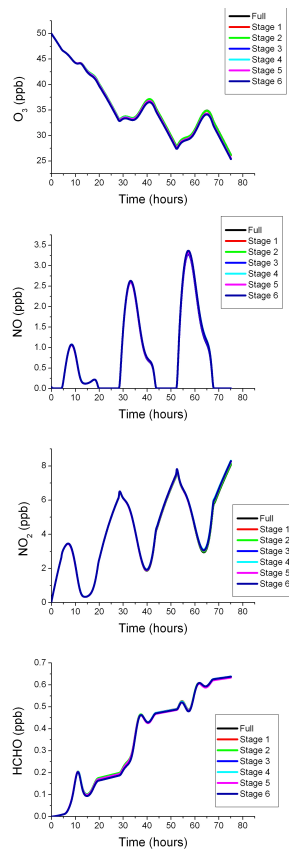 Full
Stage 1
Stage 2
Stage 3
Stage 4
Stage 5
Stage 6
O3 (ppb)
50
45
40
35
30
25
0 10 20 30 40 50 60 70 80
Time (hours)
Full
Stage 1
Stage 2
Stage 3
Stage 4
Stage 5
Stage 6
NO (ppb)
3.5
3.0
2.5
2.0
1.5
1.0
0.5
0.0
0 10 20 30 40 50 60 70 80
Time (hours)
NO2 (ppb)
8
6
4
2
0
Full
Stage 1
Stage 2
Stage 3
Stage 4
Stage 5
Stage 6
0 10 20 30 40 50 60 70 80
Time (hours)
HCHO (ppb)
0.7
0.6
0.5
0.4
0.3
0.2
0.1
0.0
Full
Stage 1
Stage 2
Stage 3
Stage 4
Stage 5
Stage 6
0 10 20 30 40 50 60 70 80
Time (hours)